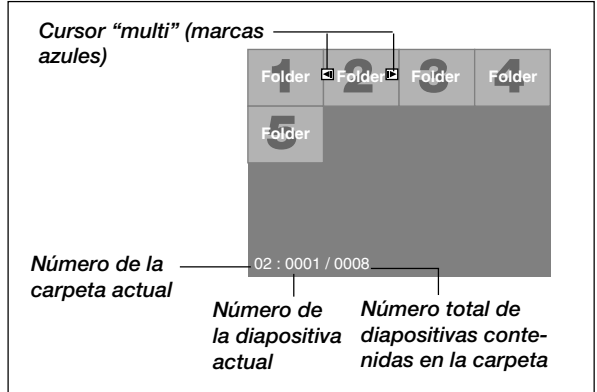 Cursor “multi” (marcas
azules)
1 Folder 2 Folder 3 Folder 4 Folder
5 Folder
02 : 0001 / 0008
Número de la
carpeta actual
Número de
la diapositiva
actual
Número total de
diapositivas conte-
nidas en la carpeta